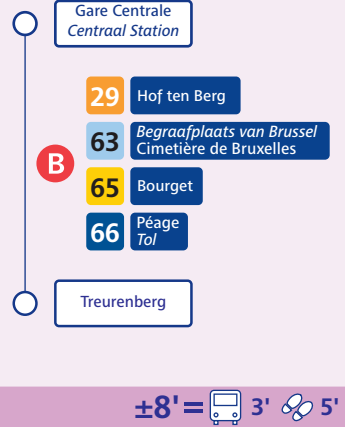 Gare Centrale
Centraal Station
29 Hof ten Berg
63 Begraafplaats van Brussel
Cimetière de Bruxelles
B
65 Bourget
66 Péage
Tol
Treurenberg
±8'= 3' 5'